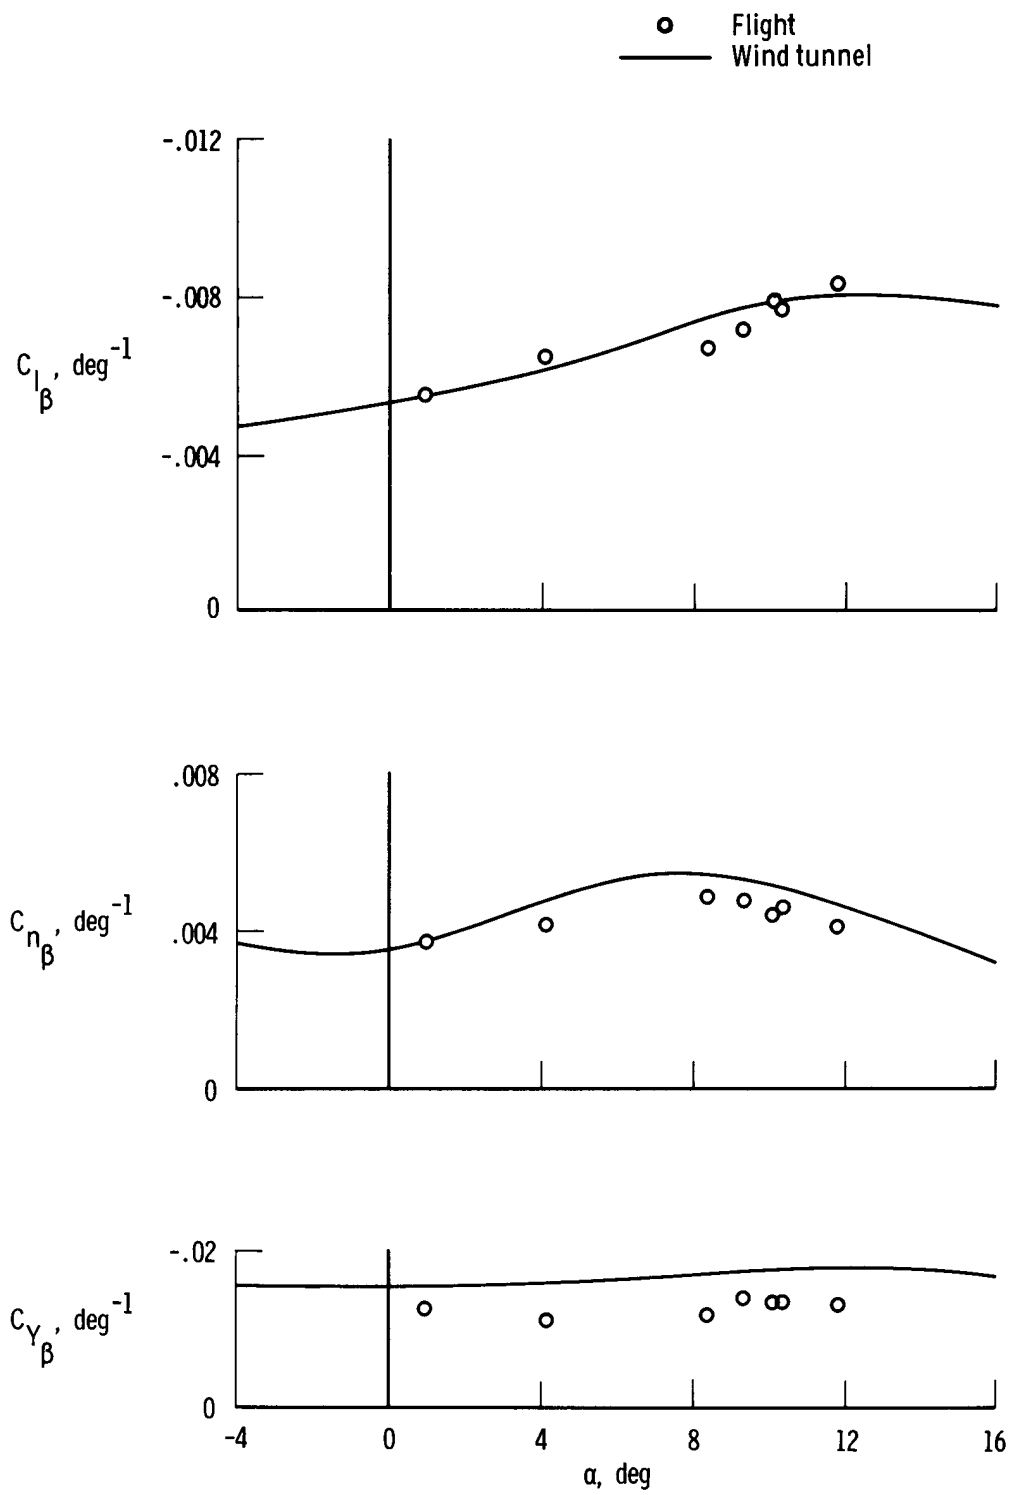 Flight
Wind tunnel
-.012
-.008
C_lβ, deg⁻¹
-.004
0
.008
C_nβ, deg⁻¹
.004
0
-.02
C_Yβ, deg⁻¹
0
-4 0 4 8 12 16
α, deg